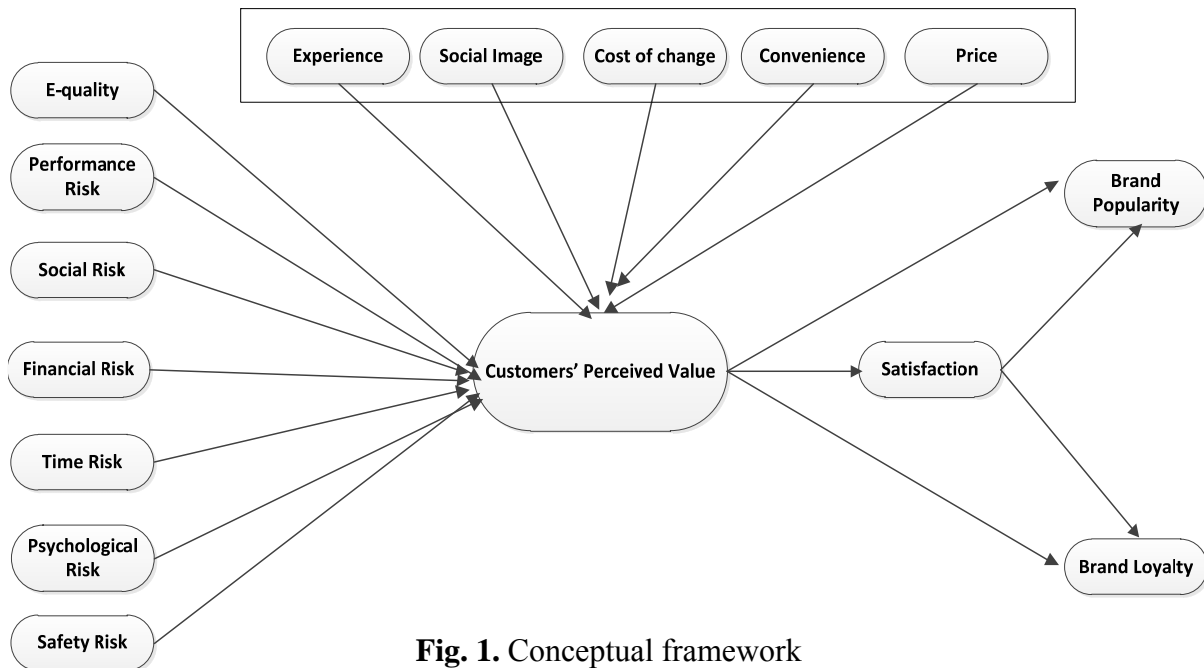 Experience
Social Image
Cost of change
Convenience
Price
E-quality
Performance
Risk
Social Risk
Financial Risk
Time Risk
Psychological
Risk
Safety Risk
Customers’ Perceived Value
Satisfaction
Brand
Popularity
Brand Loyalty
Fig. 1. Conceptual framework